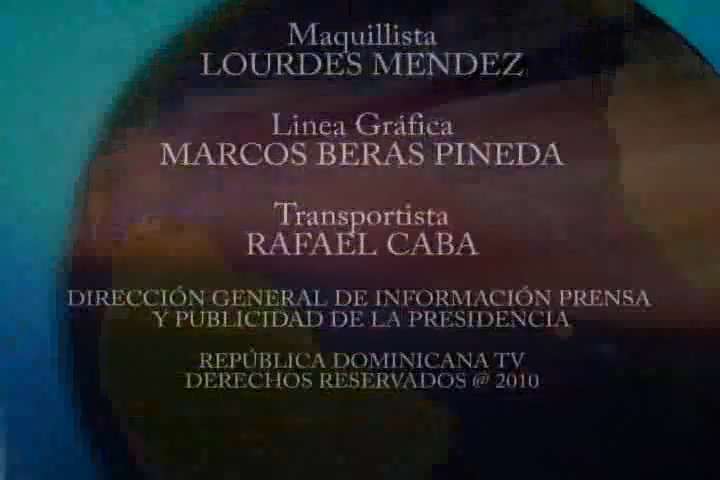 Maquillista
LOURDES MENDEZ
Linea Gráfica
MARCOS BERAS PINEDA
Transportista
RAFAEL CABA
DIRECCIÓN GENERAL DE INFORMACIÓN PRENSA
Y PUBLICIDAD DE LA PRESIDENCIA
REPÚBLICA DOMINICANA TV
DERECHOS RESERVADOS @ 2010